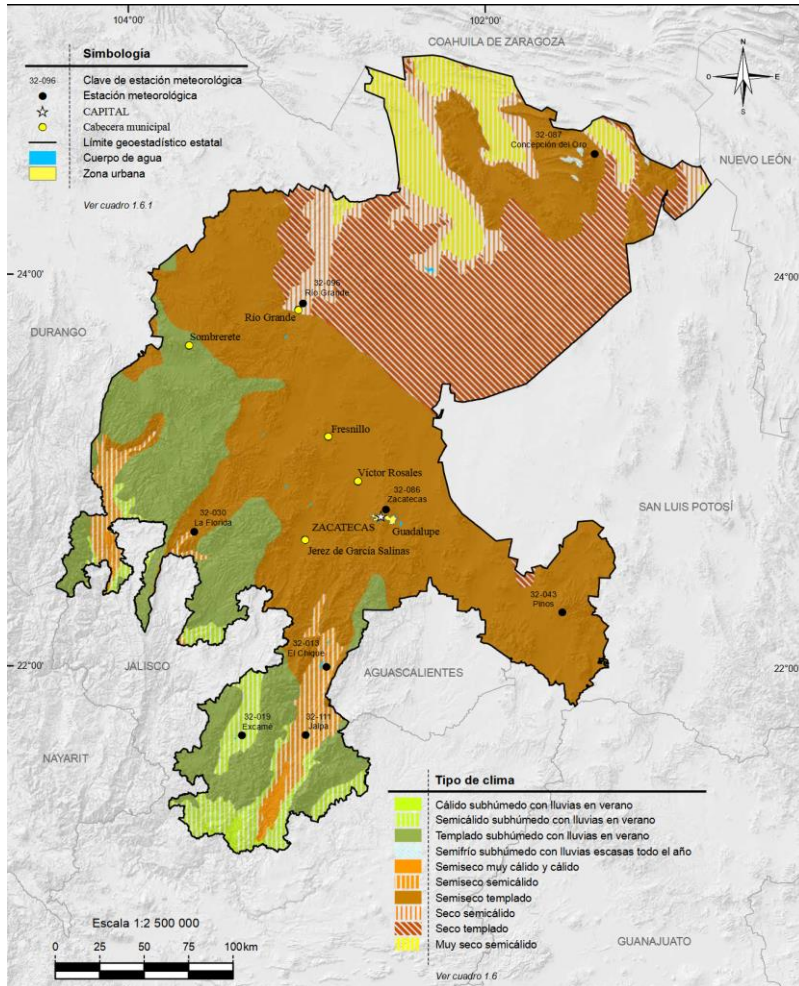 104°00'
102°00'
COAHUILA DE ZARAGOZA
Simbología
32-096 Clave de estación meteorológica
Estación meteorológica
CAPITAL
Cabecera municipal
Límite geoestadístico estatal
Cuerpo de agua
Zona urbana
Ver cuadro 1.6.1
N
O E
S
32-087
Concepción del Oro
NUEVO LEÓN
24°00'
24°00'
32-096
Río Grande
Río Grande
DURANGO
Sombrerete
Fresnillo
Víctor Rosales
32-086
Zacatecas
SAN LUIS POTOSÍ
32-030
La Florida
ZACATECAS
Guadalupe
Jerez de García Salinas
32-043
Pinos
32-013
El Chique
JALISCO
AGUASCALIENTES
22°00'
22°00'
32-019
Excamé
32-111
Jalpa
NAYARIT
Tipo de clima
Cálido subhúmedo con lluvias en verano
Semicálido subhúmedo con lluvias en verano
Templado subhúmedo con lluvias en verano
Semifrío subhúmedo con lluvias escasas todo el año
Semiseco muy cálido y cálido
Semiseco semicálido
Semiseco templado
Seco semicálido
Seco templado
Muy seco semicálido
Ver cuadro 1.6
GUANAJUATO
Escala 1:2 500 000
0 25 50 75 100km